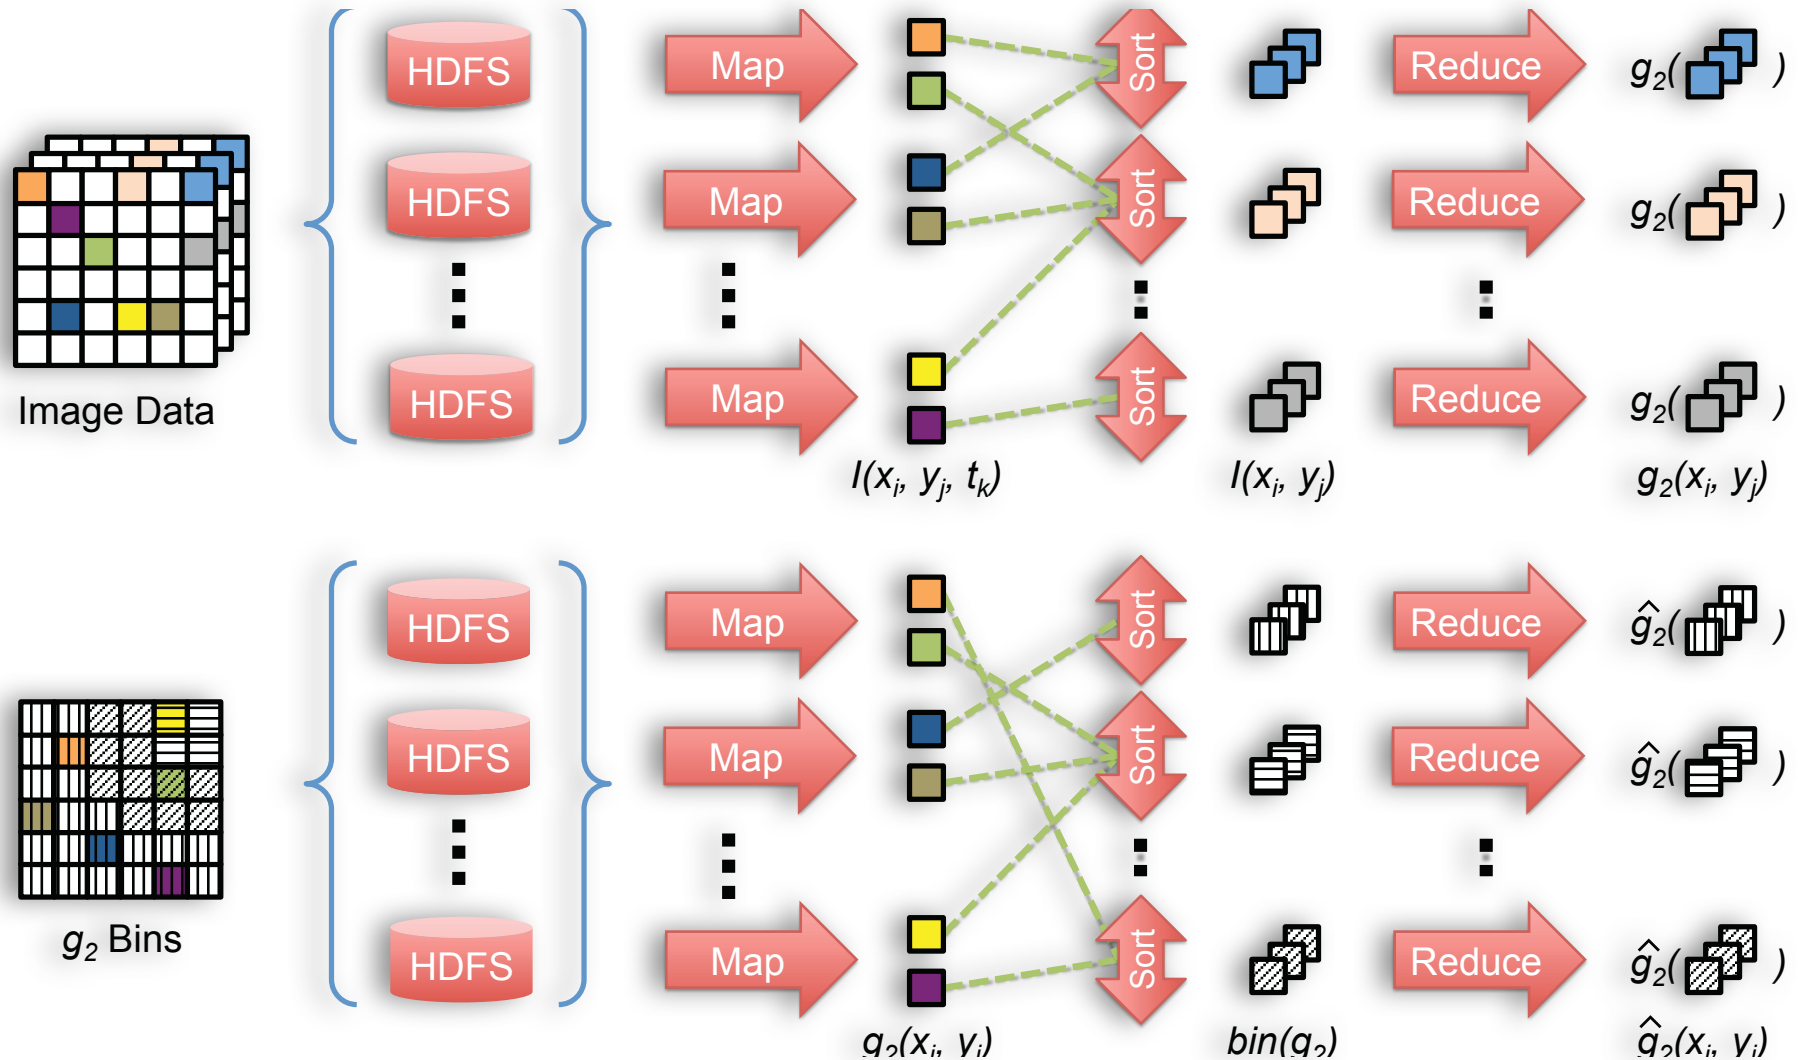 HDFS Map Sort Reduce g2( )
HDFS Map Sort Reduce g2( )
HDFS Map Sort Reduce g2( )
Image Data
I(xi, yj, tk) I(xi, yj) g2(xi, yj)
HDFS Map Sort Reduce ĝ2( )
HDFS Map Sort Reduce ĝ2( )
HDFS Map Sort Reduce ĝ2( )
g2 Bins
g2(xi, yj) bin(g2) ĝ2(xi, yj)